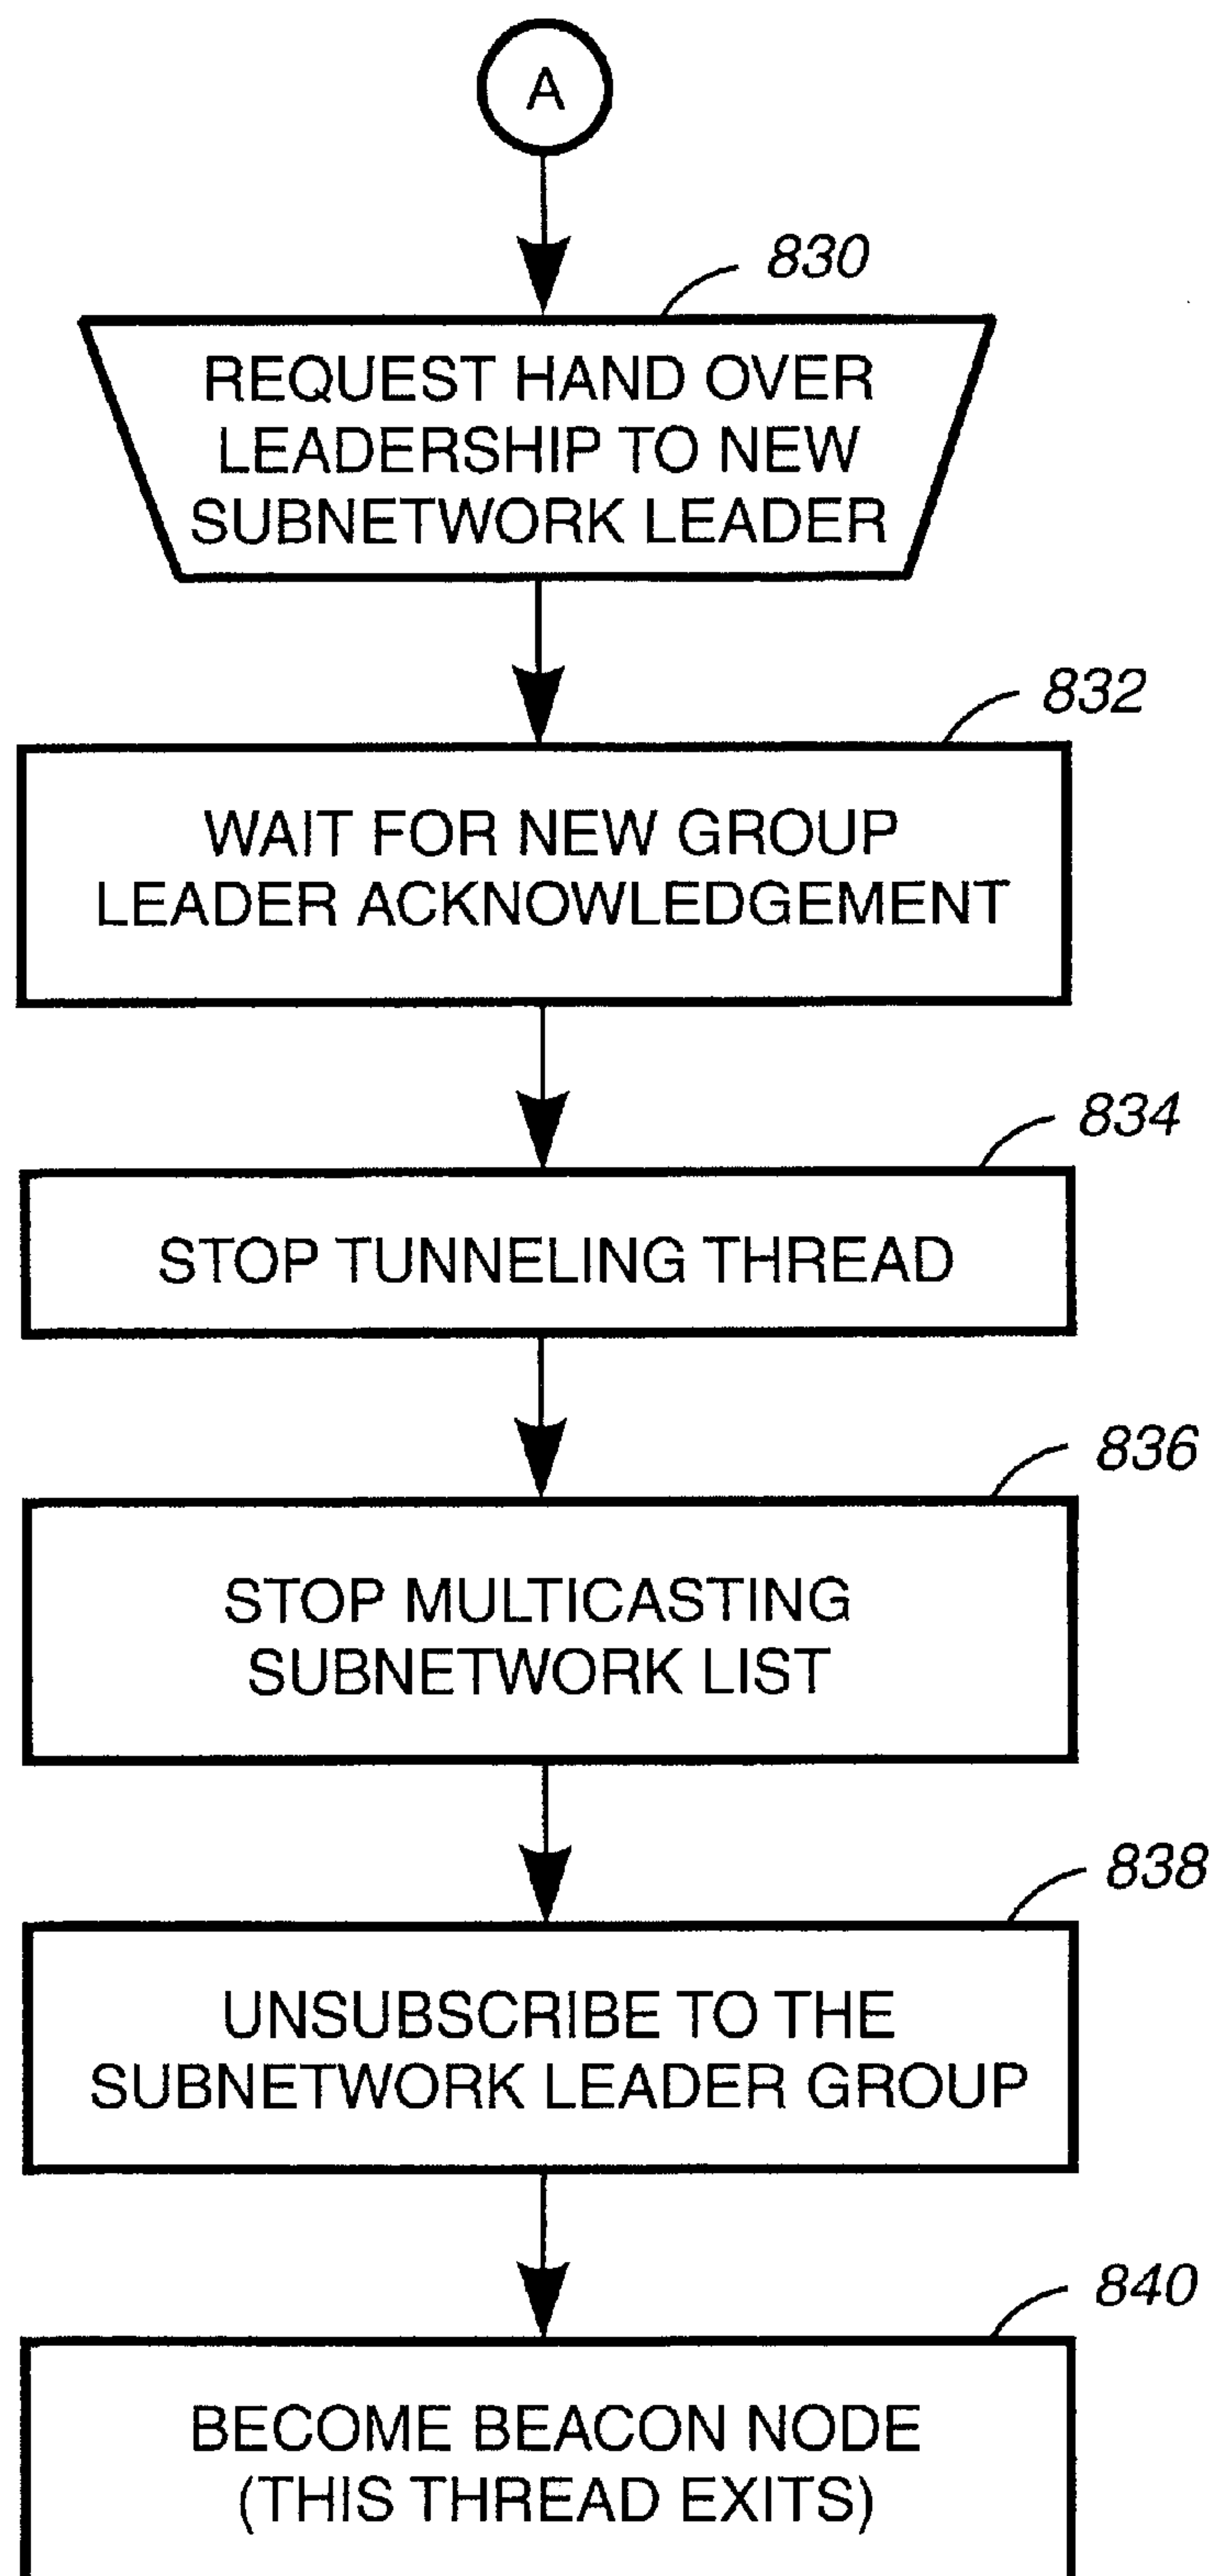 A
830
REQUEST HAND OVER
LEADERSHIP TO NEW
SUBNETWORK LEADER
832
WAIT FOR NEW GROUP
LEADER ACKNOWLEDGEMENT
834
STOP TUNNELING THREAD
836
STOP MULTICASTING
SUBNETWORK LIST
838
UNSUBSCRIBE TO THE
SUBNETWORK LEADER GROUP
840
BECOME BEACON NODE
(THIS THREAD EXITS)